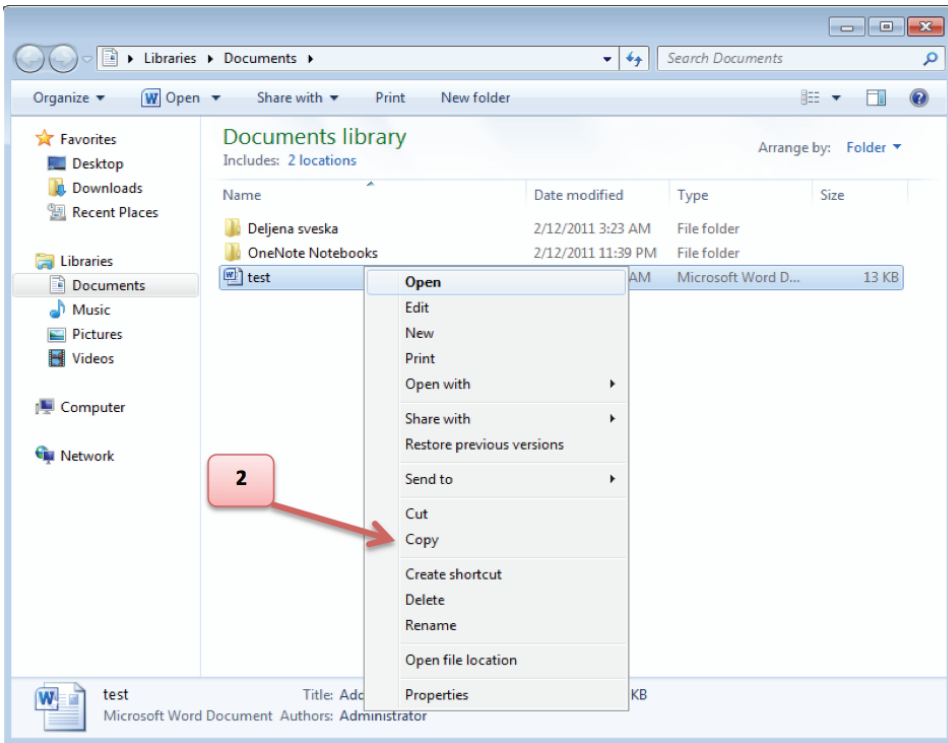 Libraries Documents
Search Documents
Organize Open Share with Print New folder
Documents library
Includes: 2 locations
Arrange by: Folder
Name Date modified Type Size
Deljena sveska 2/12/2011 3:23 AM File folder
OneNote Notebooks 2/12/2011 11:39 PM File folder
test AM Microsoft Word D... 13 KB
Favorites
Desktop
Downloads
Recent Places
Libraries
Documents
Music
Pictures
Videos
Computer
Network
Open
Edit
New
Print
Open with
Share with
Restore previous versions
Send to
2
Cut
Copy
Create shortcut
Delete
Rename
Open file location
Properties
test Title: Add KB
Microsoft Word Document Authors: Administrator